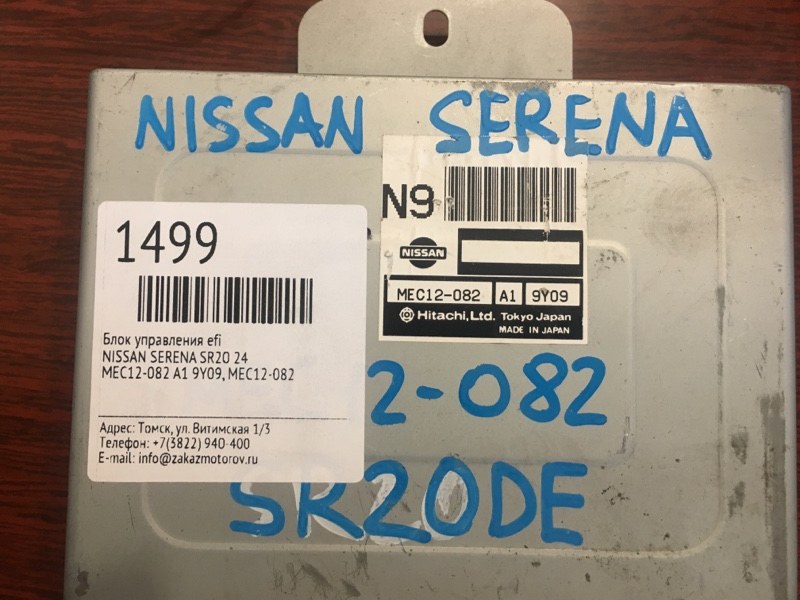 NISSAN SERENA
N9
NISSAN
MEC12-082 A1 9Y09
Hitachi, Ltd. Tokyo Japan
MADE IN JAPAN
1499
Блок управления efi
NISSAN SERENA SR20 24
MEC12-082 A1 9Y09, MEC12-082
Адрес: Томск, ул. Витимская 1/3
Телефон: +7(3822) 940-400
E-mail: info@zakazmotorov.ru
2-082
SR20DE